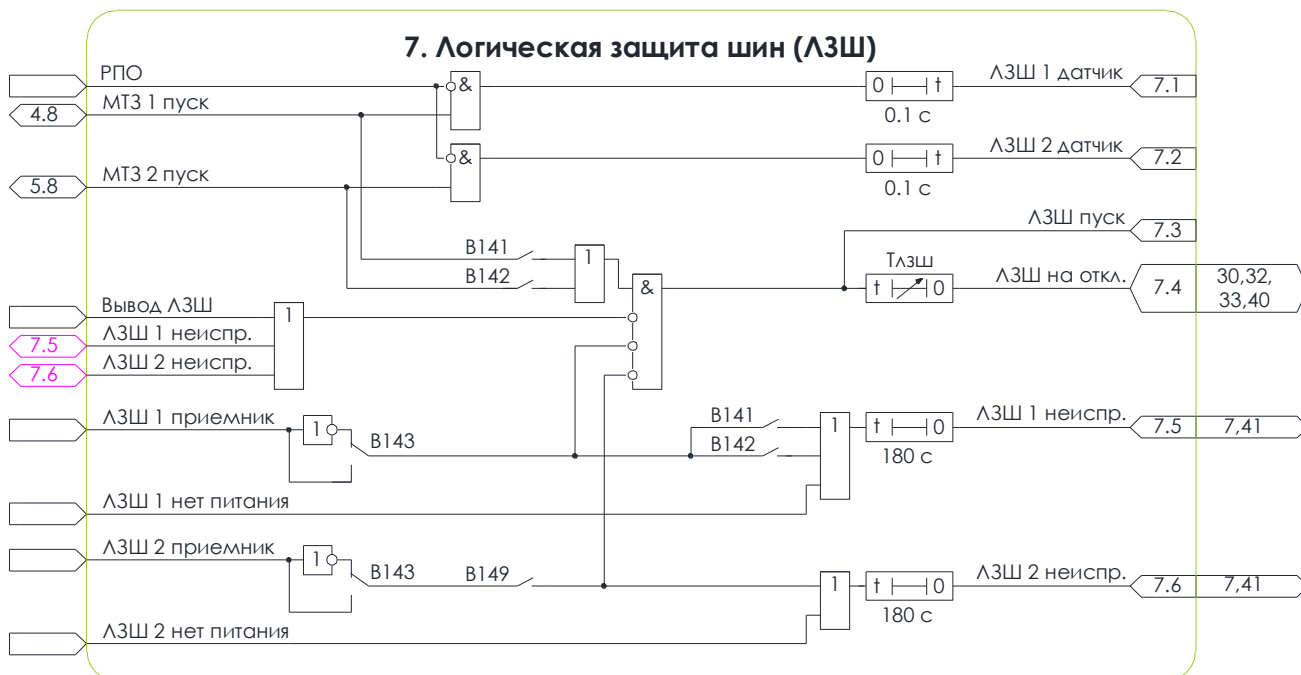 7. Логическая защита шин (ЛЗШ)
РПО
&
0 t
ЛЗШ 1 датчик
7.1
4.8
МТЗ 1 пуск
0.1 с
&
0 t
ЛЗШ 2 датчик
7.2
5.8
МТЗ 2 пуск
0.1 с
ЛЗШ пуск
7.3
В141
1
В142
&
Тлзш
t 0
ЛЗШ на откл.
7.4
30,32,
33,40
Вывод ЛЗШ
1
7.5
ЛЗШ 1 неиспр.
7.6
ЛЗШ 2 неиспр.
ЛЗШ 1 приемник
1
В143
В141
В142
1
t 0
180 с
ЛЗШ 1 неиспр.
7.5
7,41
ЛЗШ 1 нет питания
ЛЗШ 2 приемник
1
В143
В149
1
t 0
180 с
ЛЗШ 2 неиспр.
7.6
7,41
ЛЗШ 2 нет питания